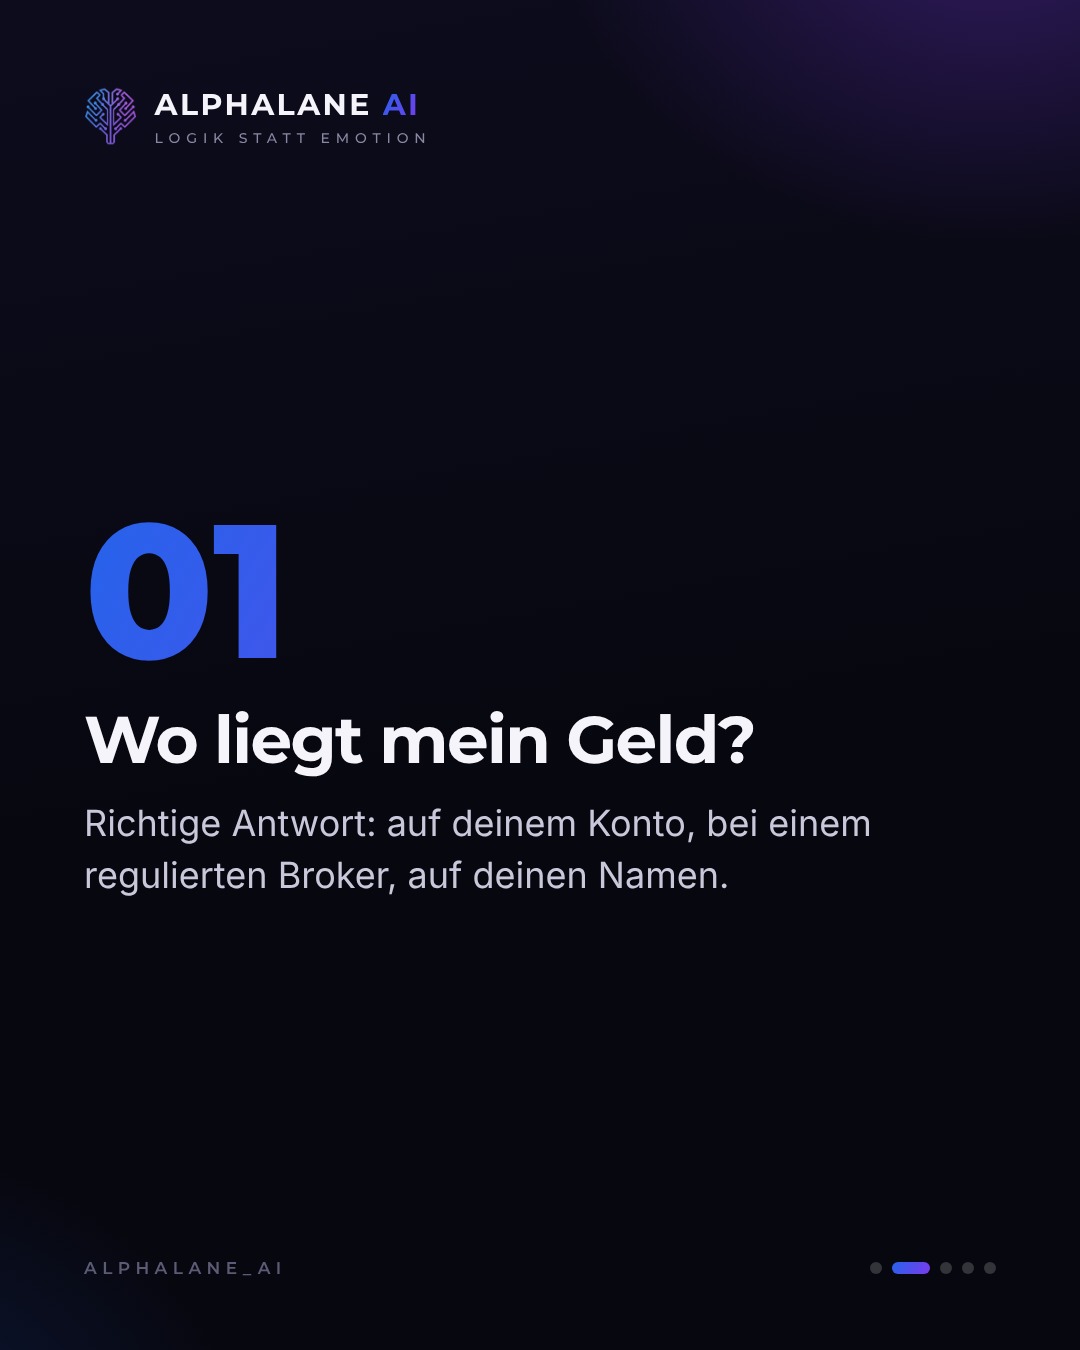 ALPHALANE AI
LOGIK STATT EMOTION
01
Wo liegt mein Geld?
Richtige Antwort: auf deinem Konto, bei einem
regulierten Broker, auf deinen Namen.
ALPHALANE_AI